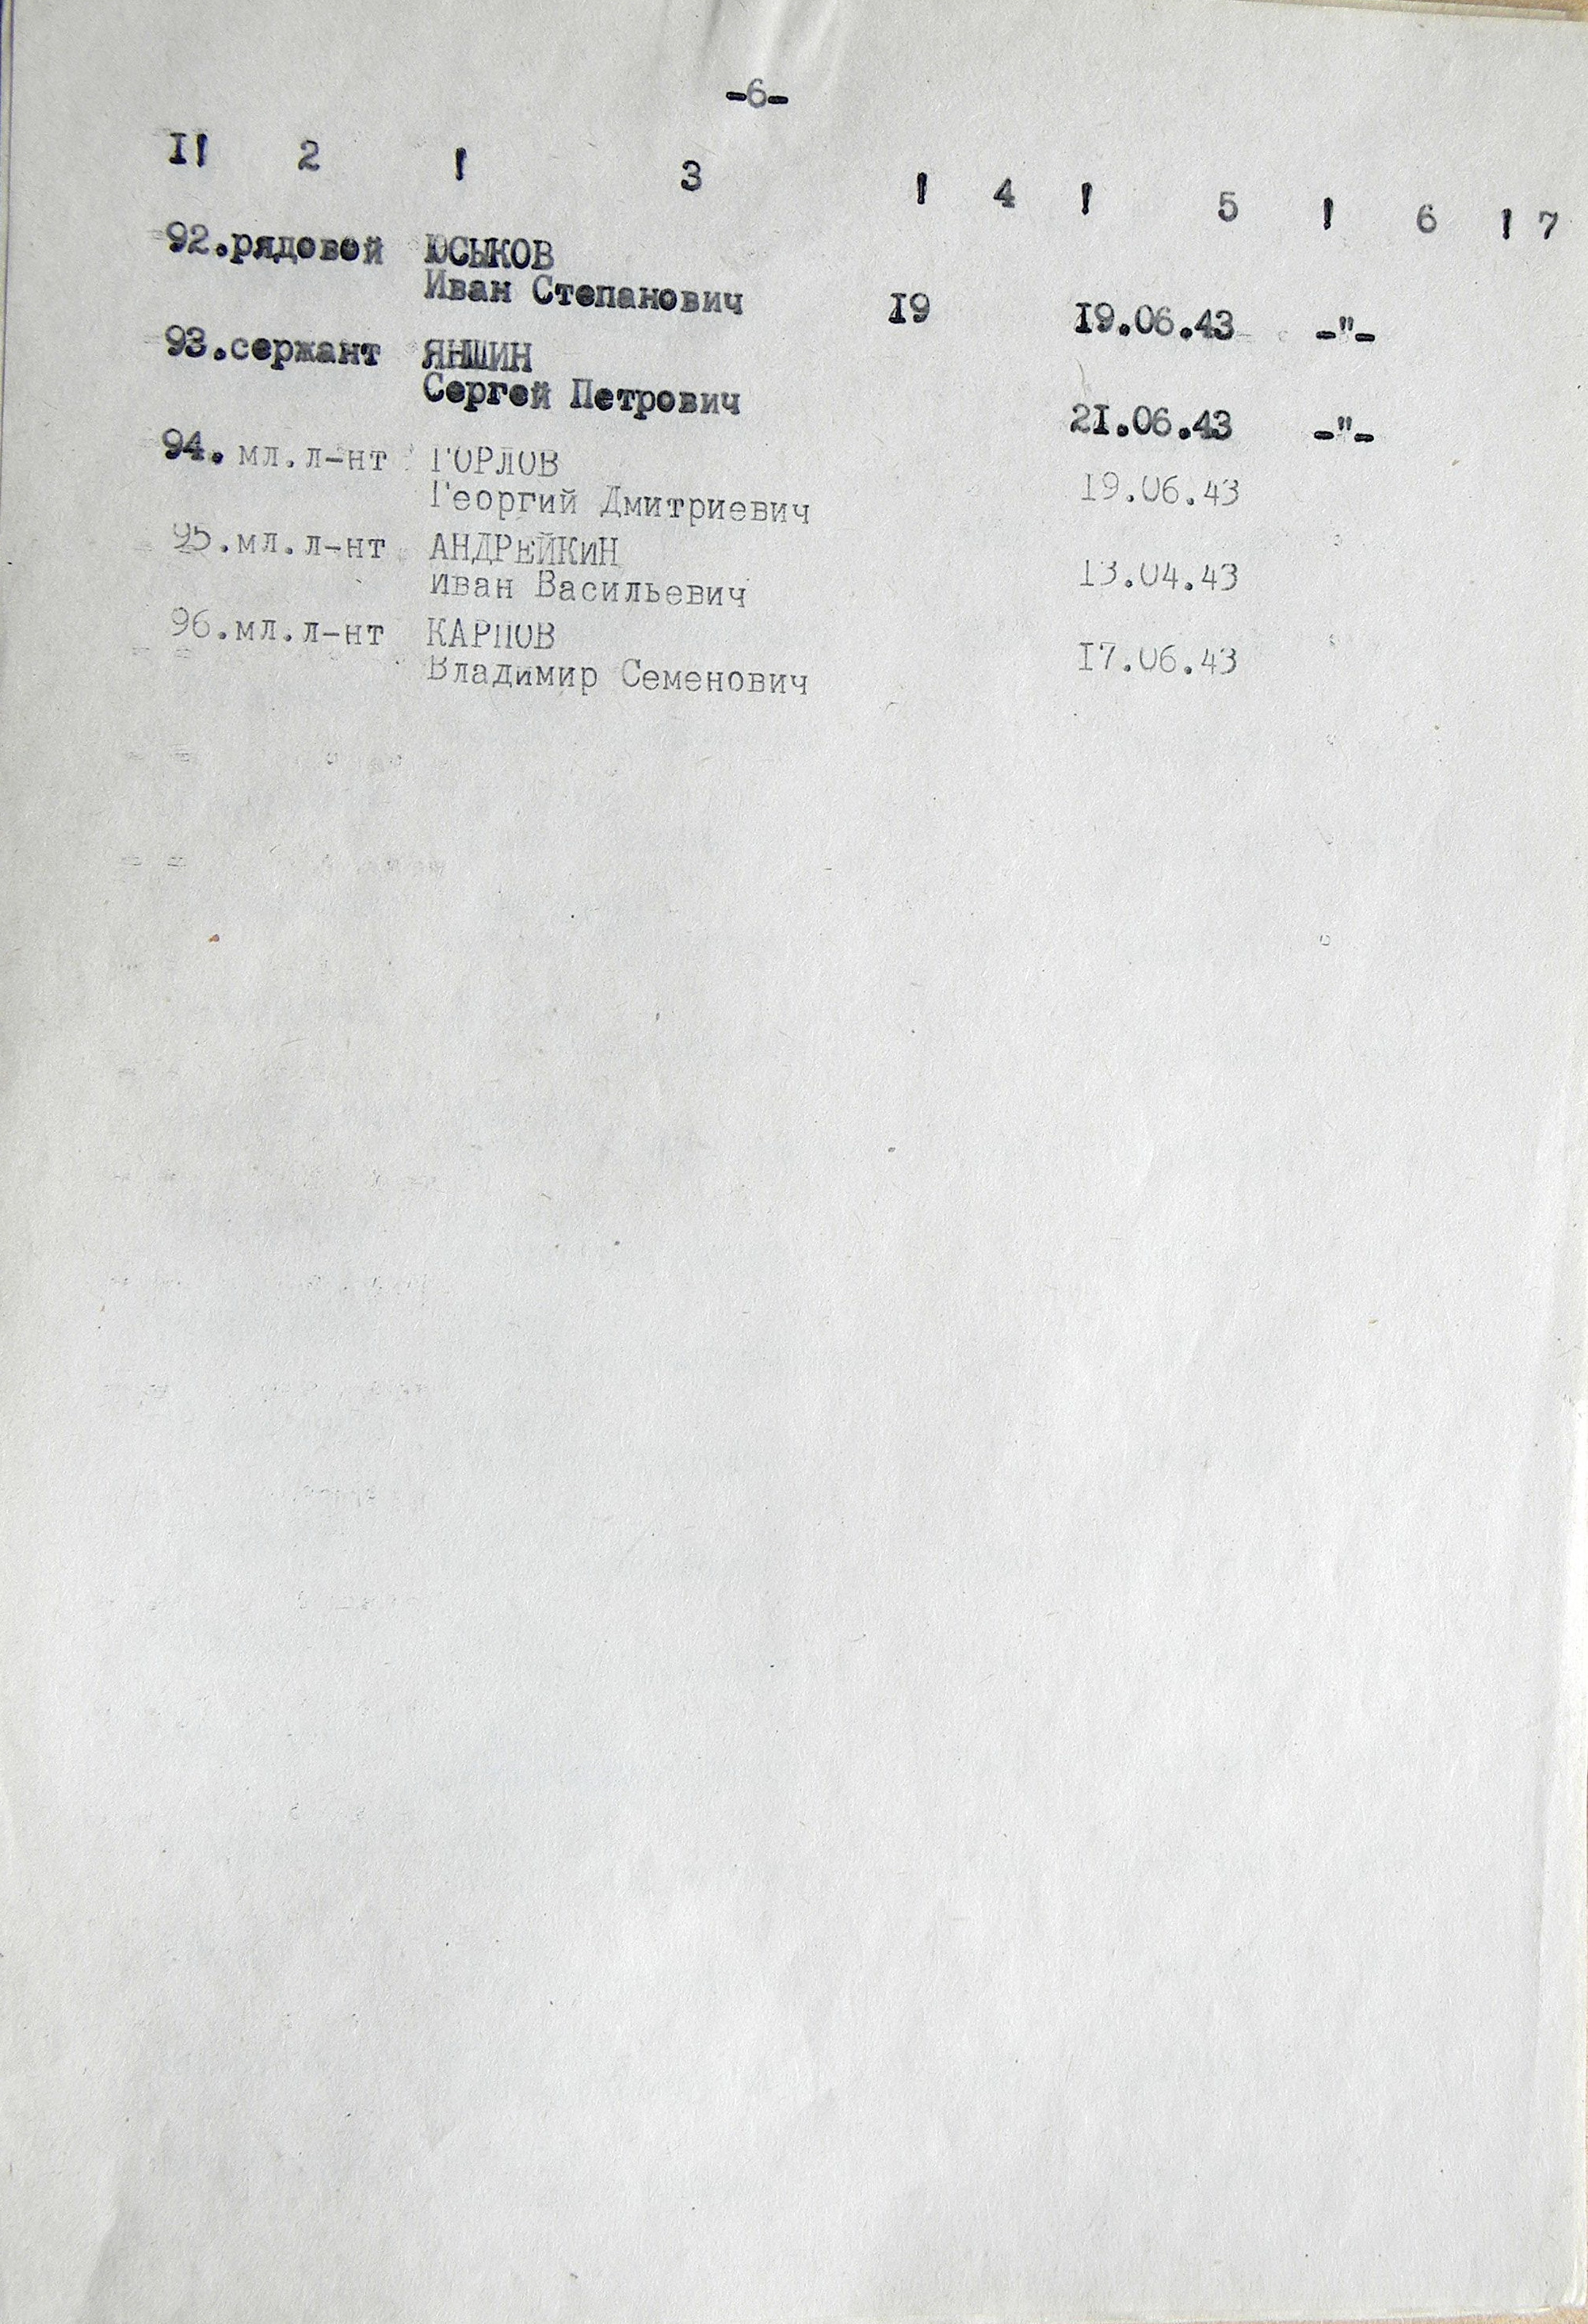 -6-
I! 2 ! 3 ! 4 ! 5 ! 6 ! 7
92.рядовой ЮСЬКОВ
Иван Степанович 19 19.06.43 -"-
93.сержант ЯНШИН
Сергей Петрович 21.06.43 -"-
94. мл.л-нт ГОРЛОВ
Георгий Дмитриевич 19.06.43
95.мл.л-нт АНДРЕЙКИН
Иван Васильевич 13.04.43
96.мл.л-нт КАРПОВ
Владимир Семенович 17.06.43